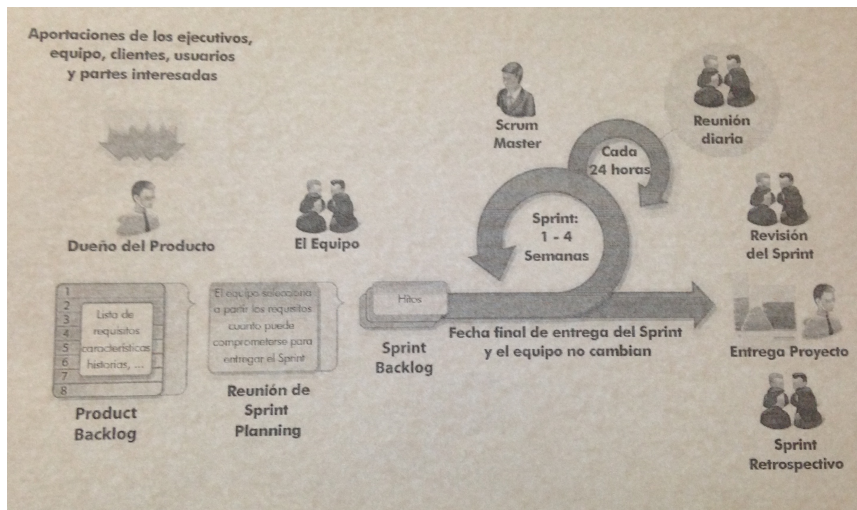 Aportaciones de los ejecutivos,
equipo, clientes, usuarios
y partes interesadas
Dueño del Producto
El Equipo
Scrum
Master
Cada
24 horas
Reunión
diaria
Sprint:
1 - 4
Semanas
Revisión
del Sprint
1
2
3
4
5
6
7
8
Lista de
requisitos
características
historias, ...
Product
Backlog
El equipo selecciona
a partir los requisitos
cuanto puede
comprometerse para
entregar el Sprint
Reunión de
Sprint
Planning
Hitos
Sprint
Backlog
Fecha final de entrega del Sprint
y el equipo no cambian
Entrega Proyecto
Sprint
Retrospectivo